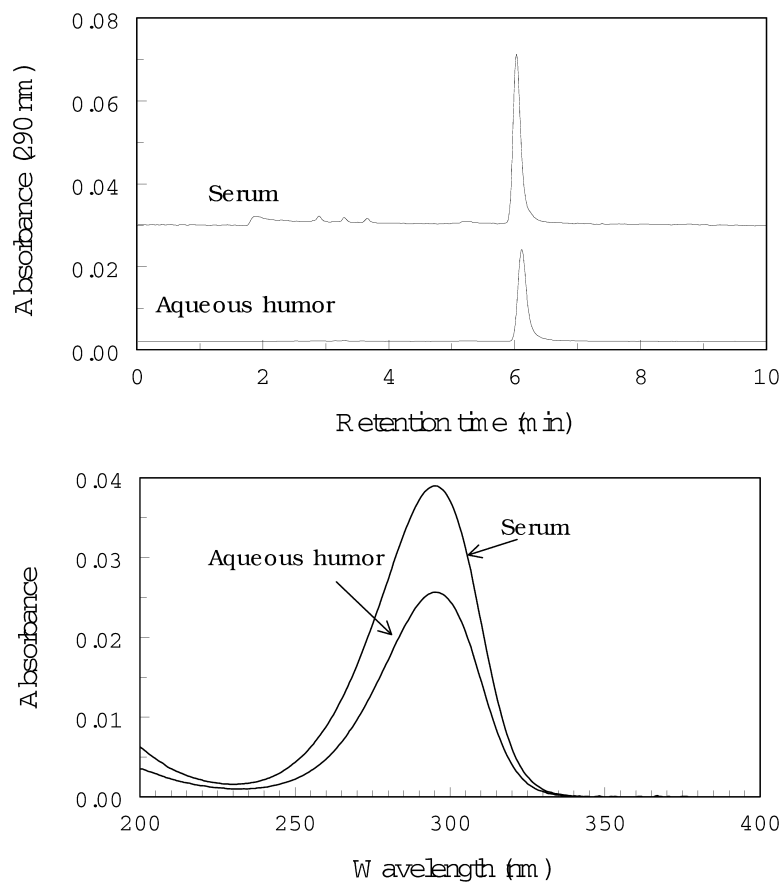 0.08
0.06
0.04
0.02
0.00
Absorbance (290 nm)
Serum
Aqueous humor
0 2 4 6 8 10
Retention time (min)
0.04
0.03
0.02
0.01
0.00
Absorbance
Serum
Aqueous humor
200 250 300 350 400
Wavelength (nm)